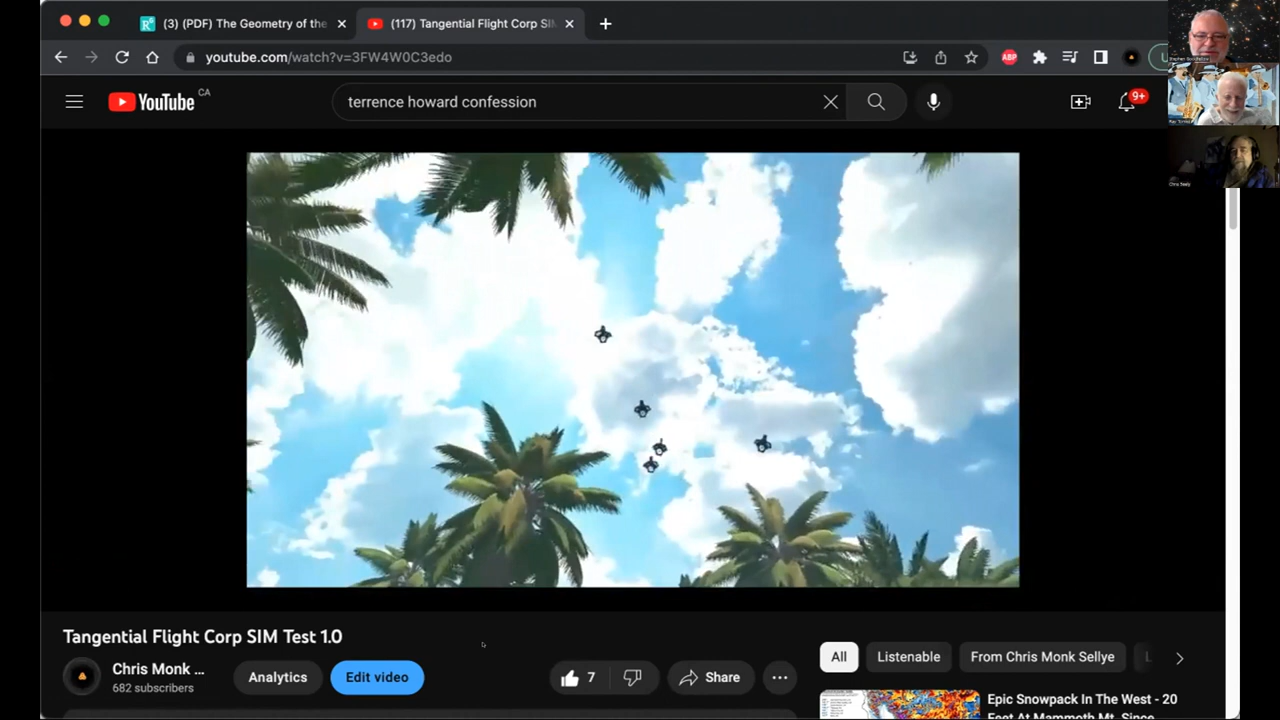 (3) (PDF) The Geometry of the
(117) Tangential Flight Corp SIM
youtube.com/watch?v=3FW4W0C3edo
ABP
YouTube CA
terrence howard confession
9+
Tangential Flight Corp SIM Test 1.0
Chris Monk ...
682 subscribers
Analytics
Edit video
7
Share
All
Listenable
From Chris Monk Sellye
Epic Snowpack In The West - 20
Feet At Mammoth Mt. Since